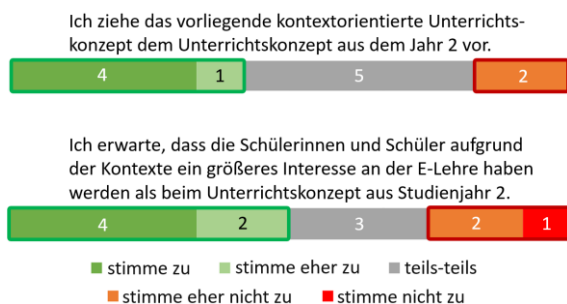 Ich ziehe das vorliegende kontextorientierte Unterrichts-
konzept dem Unterrichtskonzept aus dem Jahr 2 vor.
4 1 5 2
Ich erwarte, dass die Schülerinnen und Schüler aufgrund
der Kontexte ein größeres Interesse an der E-Lehre haben
werden als beim Unterrichtskonzept aus Studienjahr 2.
4 2 3 2 1
stimme zu stimme eher zu teils-teils
stimme eher nicht zu stimme nicht zu